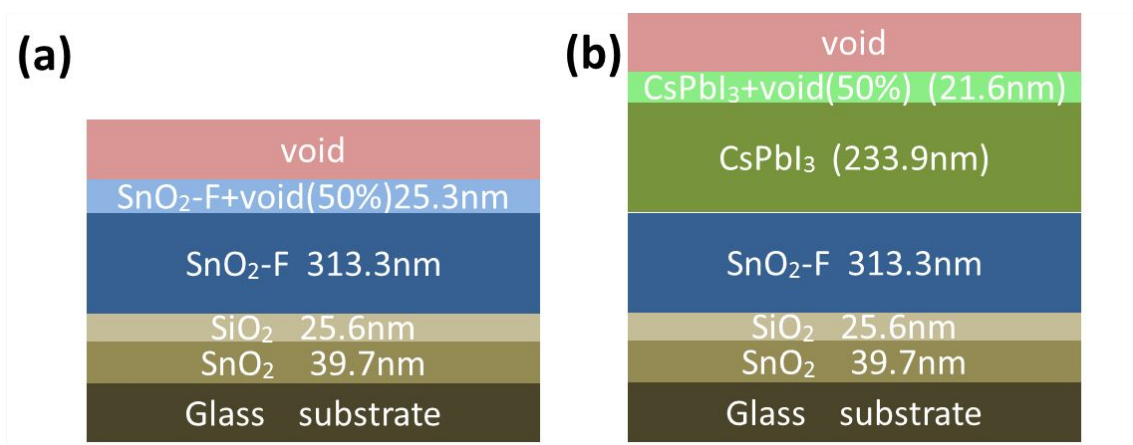 (a)
void
SnO₂-F+void(50%)25.3nm
SnO₂-F 313.3nm
SiO₂ 25.6nm
SnO₂ 39.7nm
Glass substrate
(b)
void
CsPbI₃+void(50%) (21.6nm)
CsPbI₃ (233.9nm)
SnO₂-F 313.3nm
SiO₂ 25.6nm
SnO₂ 39.7nm
Glass substrate